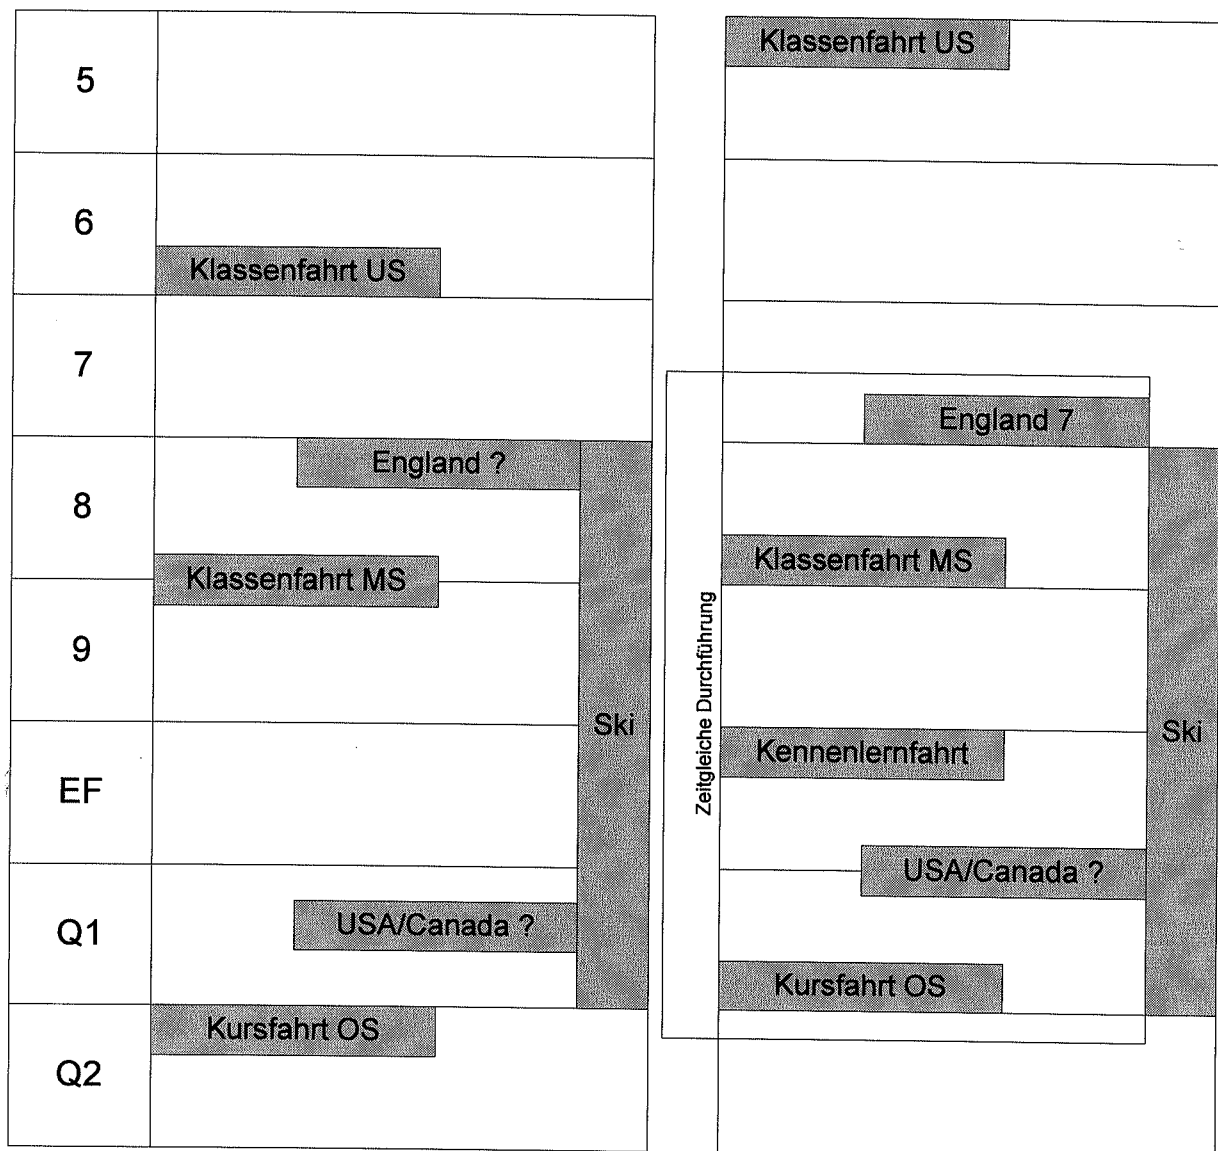 Klassenfahrt US
5
6
Klassenfahrt US
7
England 7
England ?
8
Klassenfahrt MS
Klassenfahrt MS
9
Zeitgleiche Durchführung
Ski
Ski
Kennenlernfahrt
EF
USA/Canada ?
Q1
USA/Canada ?
Kursfahrt OS
Kursfahrt OS
Q2